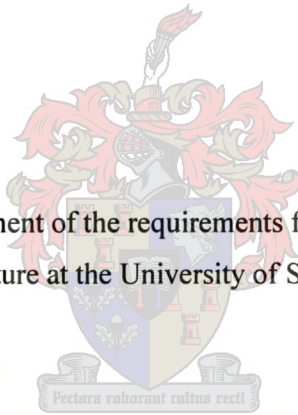 ment of the requirements f
ture at the University of S
Pectora roborant cultus recti